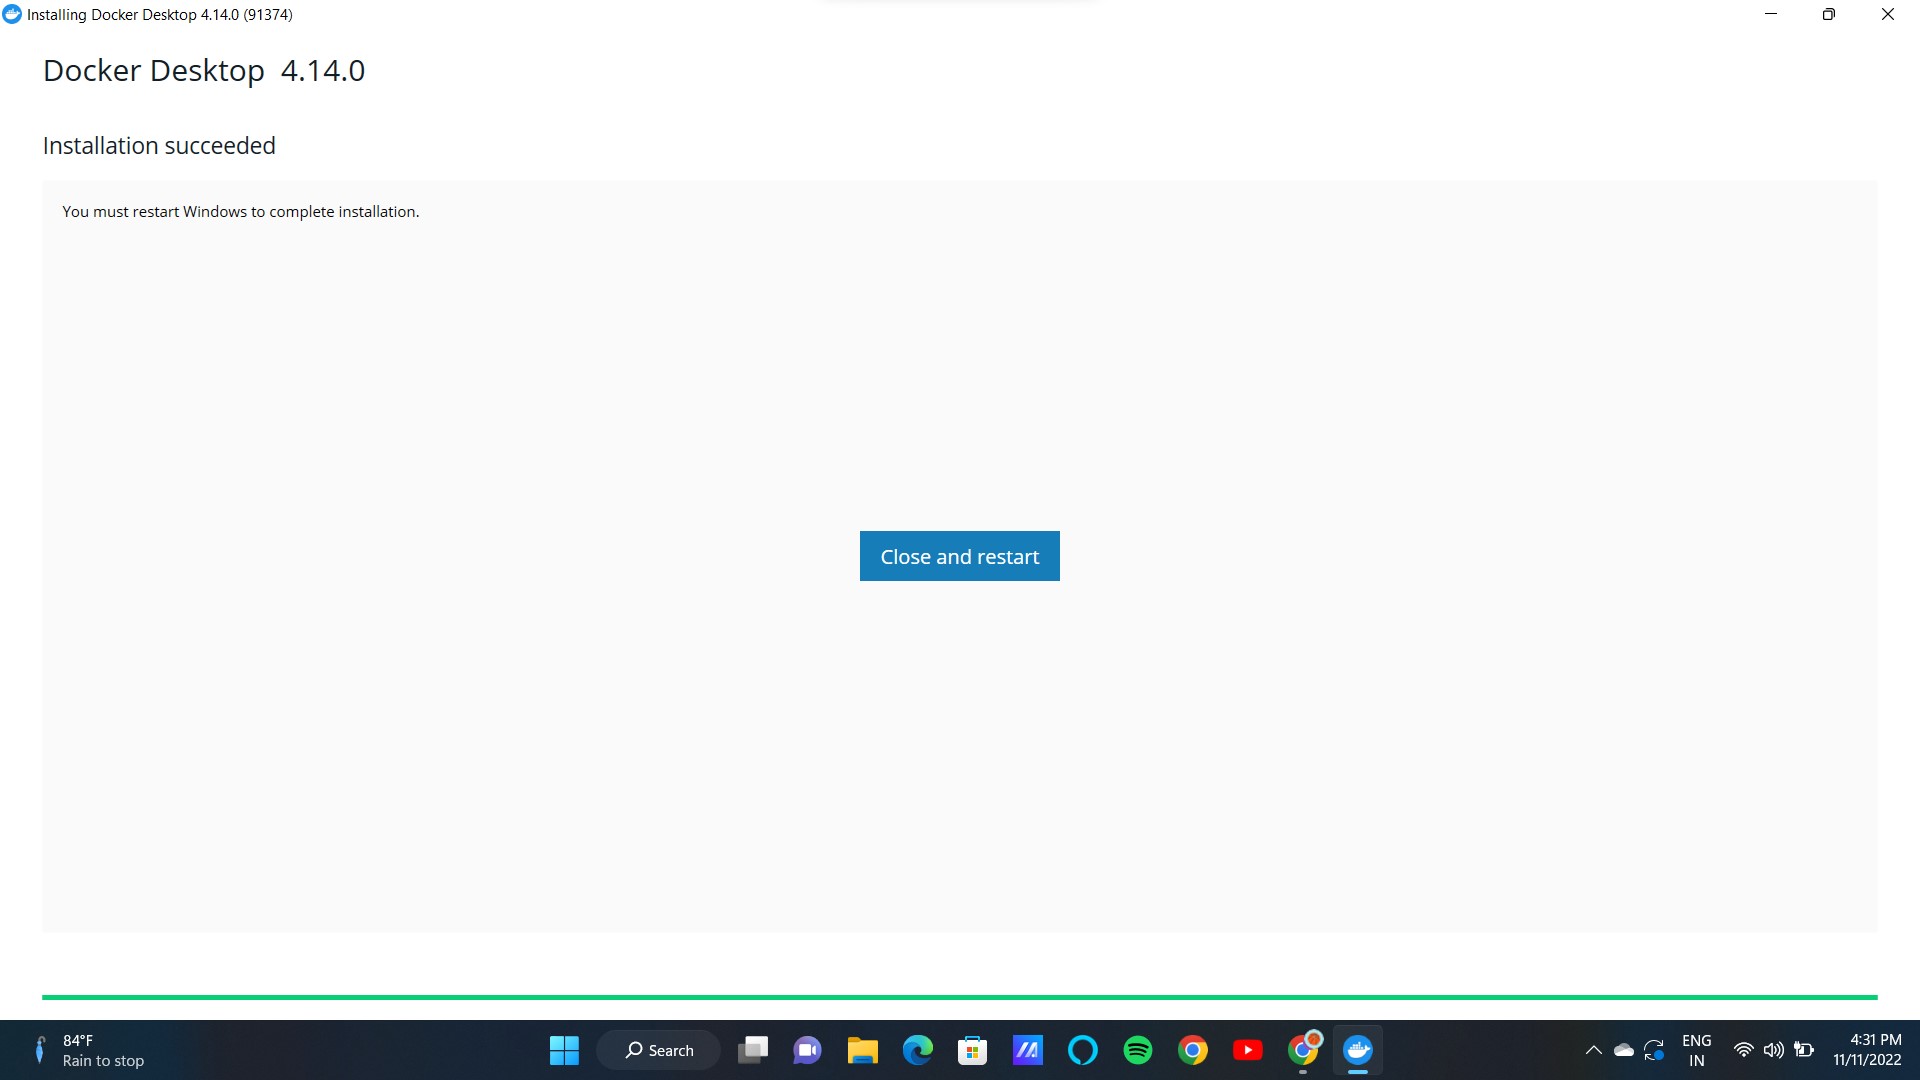 Installing Docker Desktop 4.14.0 (91374)
Docker Desktop 4.14.0
Installation succeeded
You must restart Windows to complete installation.
Close and restart
84°F
Rain to stop
Search
ENG
IN
4:31 PM
11/11/2022